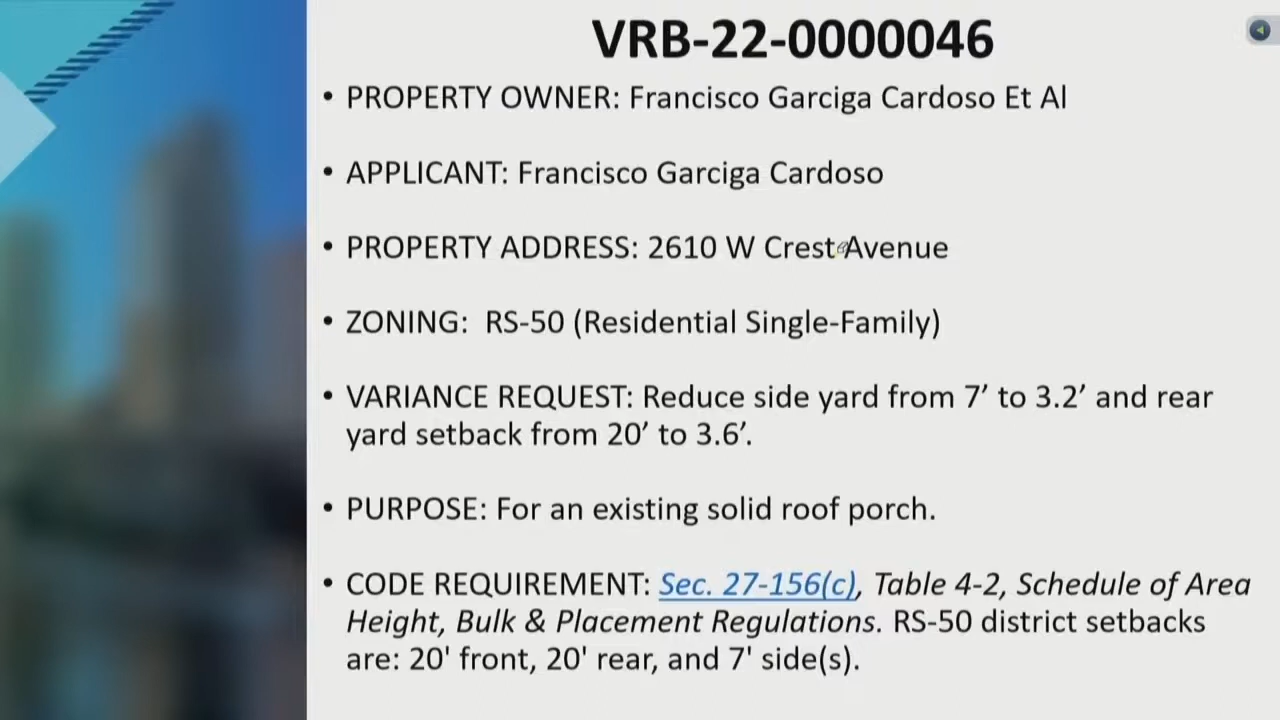 VRB-22-0000046
• PROPERTY OWNER: Francisco Garciga Cardoso Et Al
• APPLICANT: Francisco Garciga Cardoso
• PROPERTY ADDRESS: 2610 W Crest Avenue
• ZONING:  RS-50 (Residential Single-Family)
• VARIANCE REQUEST: Reduce side yard from 7’ to 3.2’ and rear
yard setback from 20’ to 3.6’.
• PURPOSE: For an existing solid roof porch.
• CODE REQUIREMENT: Sec. 27-156(c), Table 4-2, Schedule of Area
Height, Bulk & Placement Regulations. RS-50 district setbacks
are: 20' front, 20' rear, and 7' side(s).